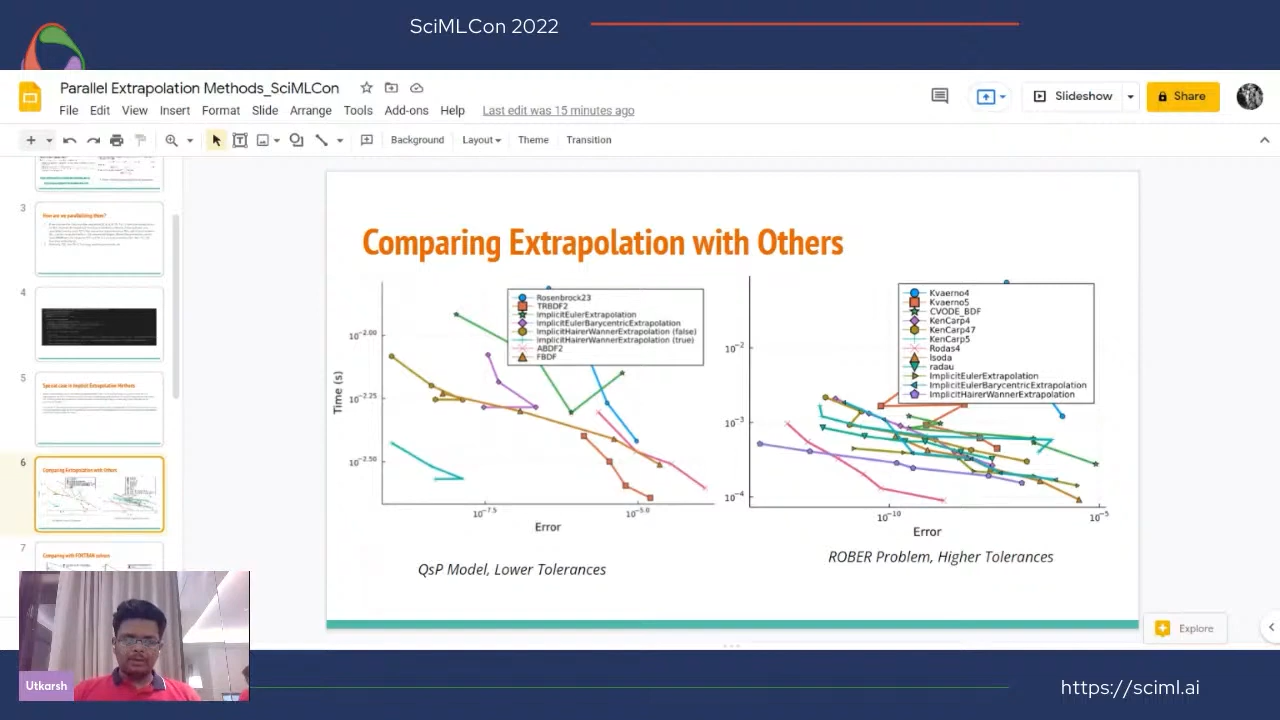 SciMLCon 2022
Parallel Extrapolation Methods_SciMLCon
File Edit View Insert Format Slide Arrange Tools Add-ons Help Last edit was 15 minutes ago
Slideshow
Share
Background Layout Theme Transition
3
How are we parallelizing them?
4
5
Special case in Implicit Extrapolation Methods
6
Comparing Extrapolation with Others
7
Comparing with FORTRAN solvers
Comparing Extrapolation with Others
Rosenbrock23
TRBDF2
ImplicitEulerExtrapolation
ImplicitEulerBarycentricExtrapolation
ImplicitHairerWannerExtrapolation (false)
ImplicitHairerWannerExtrapolation (true)
ABDF2
FBDF
10^-2.00
10^-2.25
10^-2.50
Time (s)
10^-7.5
10^-5.0
Error
QsP Model, Lower Tolerances
Kvaerno4
Kvaerno5
CVODE_BDF
KenCarp4
KenCarp47
KenCarp5
Rodas4
lsoda
radau
ImplicitEulerExtrapolation
ImplicitEulerBarycentricExtrapolation
ImplicitHairerWannerExtrapolation
10^-2
10^-3
10^-4
10^-10
10^-5
Error
ROBER Problem, Higher Tolerances
Explore
Utkarsh
https://sciml.ai